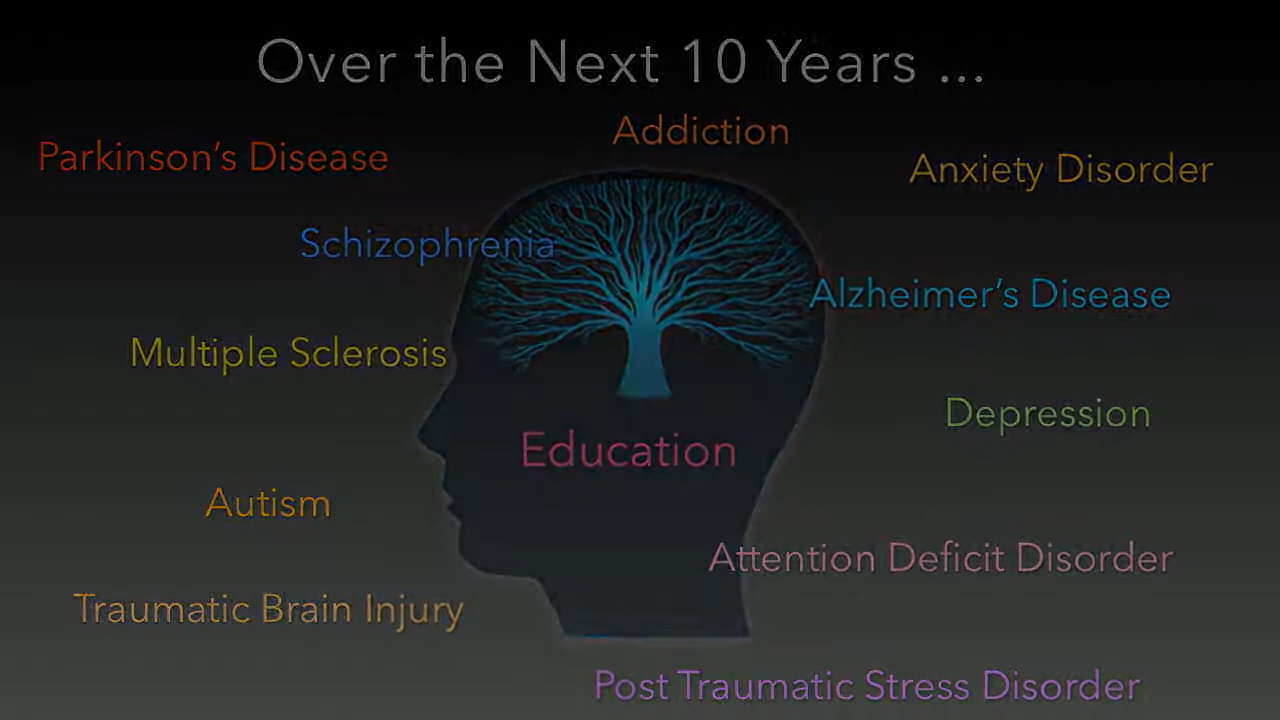 Over the Next 10 Years ...
Addiction
Parkinson's Disease
Anxiety Disorder
Schizophrenia
Alzheimer's Disease
Multiple Sclerosis
Depression
Education
Autism
Attention Deficit Disorder
Traumatic Brain Injury
Post Traumatic Stress Disorder